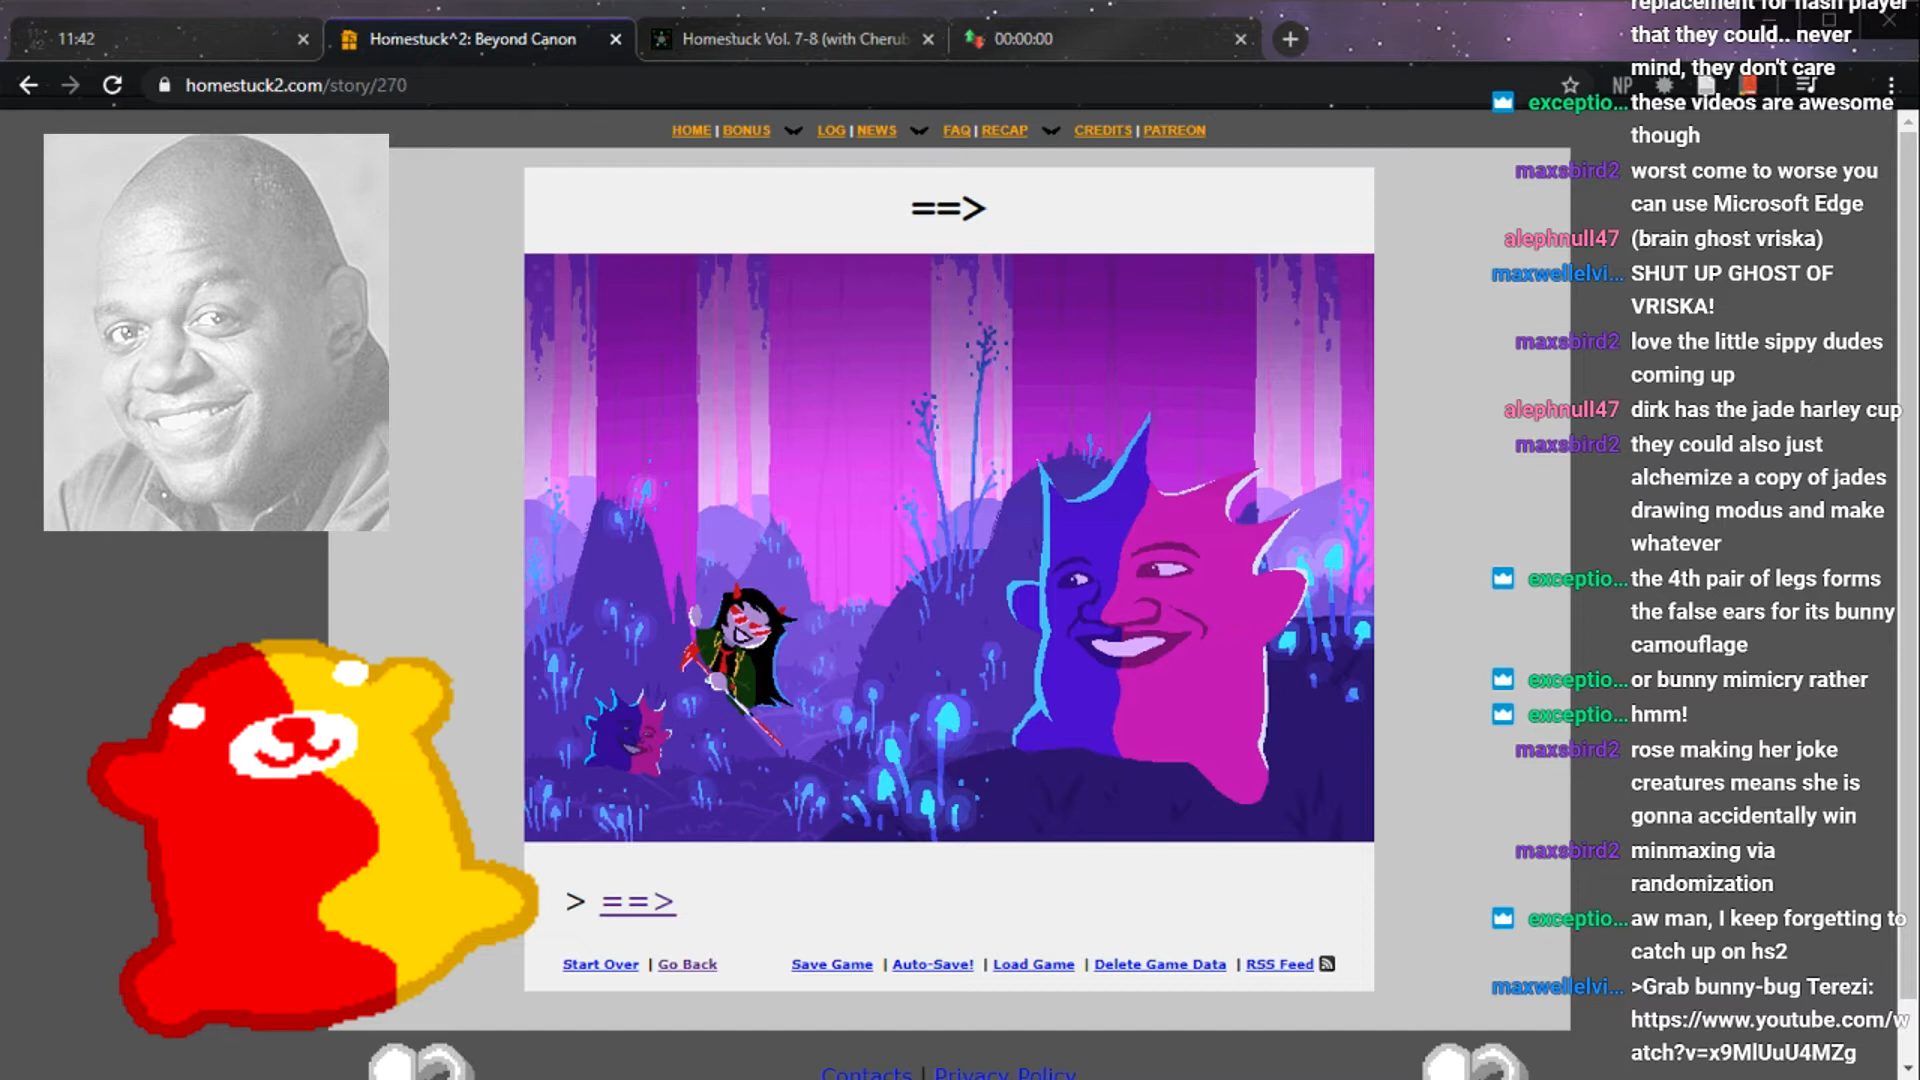 11:42
Homestuck^2: Beyond Canon
Homestuck Vol. 7-8 (with Cherub
00:00:00
homestuck2.com/story/270
NP
HOME | BONUS LOG | NEWS FAQ | RECAP CREDITS | PATREON
==>
> ==>
Start Over | Go Back Save Game | Auto-Save! | Load Game | Delete Game Data | RSS Feed
Contacts | Privacy Policy
replacement for flash player
that they could.. never
mind, they don't care
exceptio... these videos are awesome
though
maxsbird2 worst come to worse you
can use Microsoft Edge
alephnull47 (brain ghost vriska)
maxwellelvi... SHUT UP GHOST OF
VRISKA!
maxsbird2 love the little sippy dudes
coming up
alephnull47 dirk has the jade harley cup
maxsbird2 they could also just
alchemize a copy of jades
drawing modus and make
whatever
exceptio... the 4th pair of legs forms
the false ears for its bunny
camouflage
exceptio... or bunny mimicry rather
exceptio... hmm!
maxsbird2 rose making her joke
creatures means she is
gonna accidentally win
maxsbird2 minmaxing via
randomization
exceptio... aw man, I keep forgetting to
catch up on hs2
maxwellelvi... >Grab bunny-bug Terezi:
https://www.youtube.com/w
atch?v=x9MlUuU4MZg